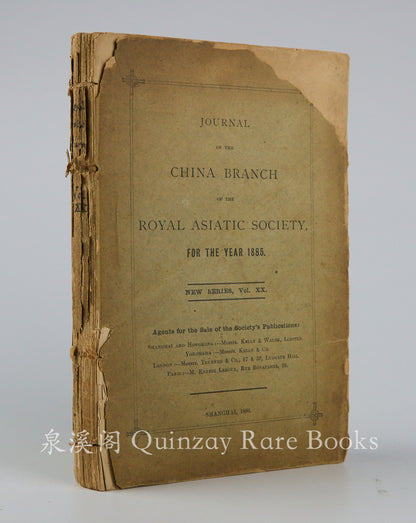 JOURNAL
OF THE
CHINA BRANCH
OF THE
ROYAL ASIATIC SOCIETY,
FOR THE YEAR 1885.
NEW SERIES, Vol. XX.
Agents for the Sale of the Society's Publications:
SHANGHAI AND HONGKONG—MESSRS. KELLY & WALSH, LIMITED.
YOKOHAMA—MESSRS. KELLY & CO.
LONDON—MESSRS. TRÜBNER & CO., 57 & 59, LUDGATE HILL.
PARIS—M. ERNEST LEROUX, RUE BONAPARTE, 28.
SHANGHAI, 1886.
泉溪阁 Quinzay Rare Books